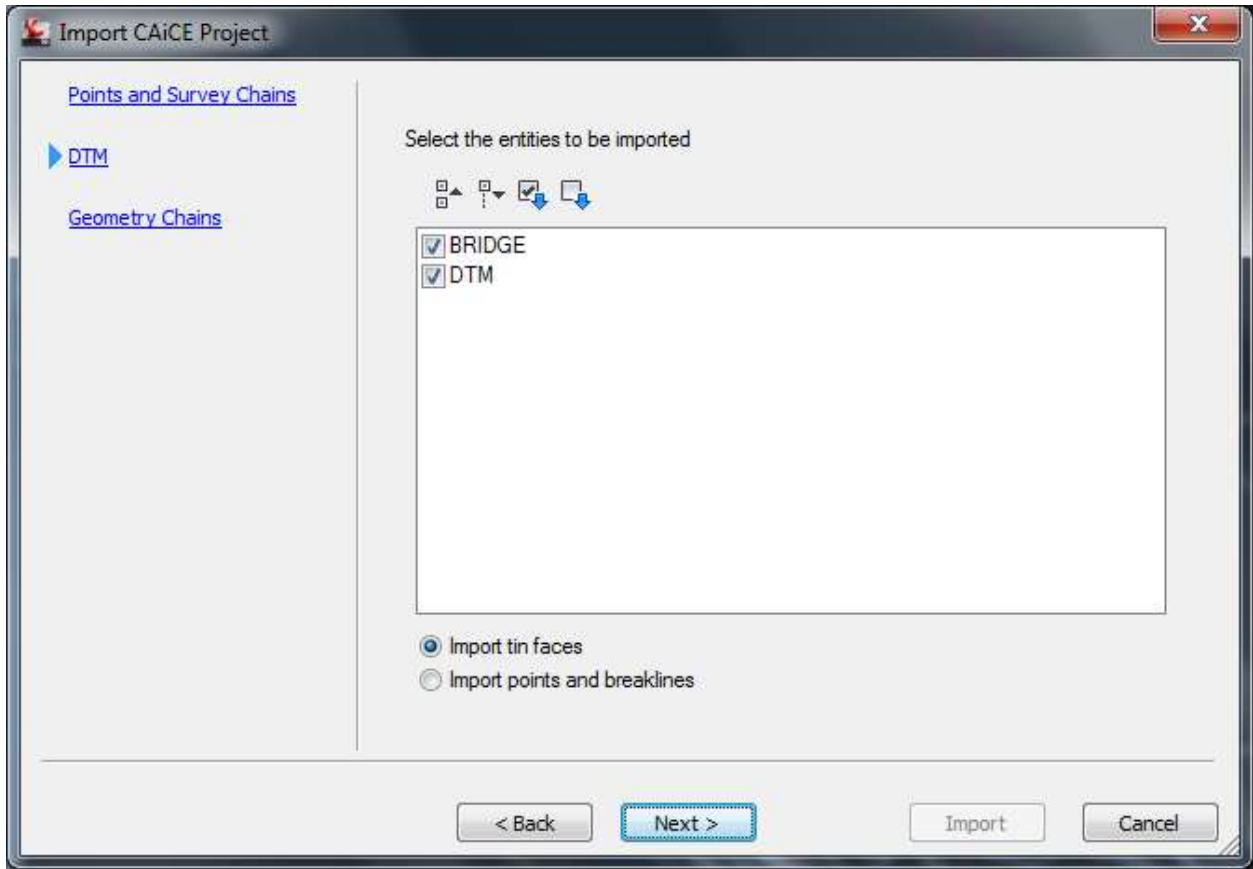 Import CAiCE Project
Points and Survey Chains
DTM
Geometry Chains
Select the entities to be imported
BRIDGE
DTM
Import tin faces
Import points and breaklines
< Back
Next >
Import
Cancel